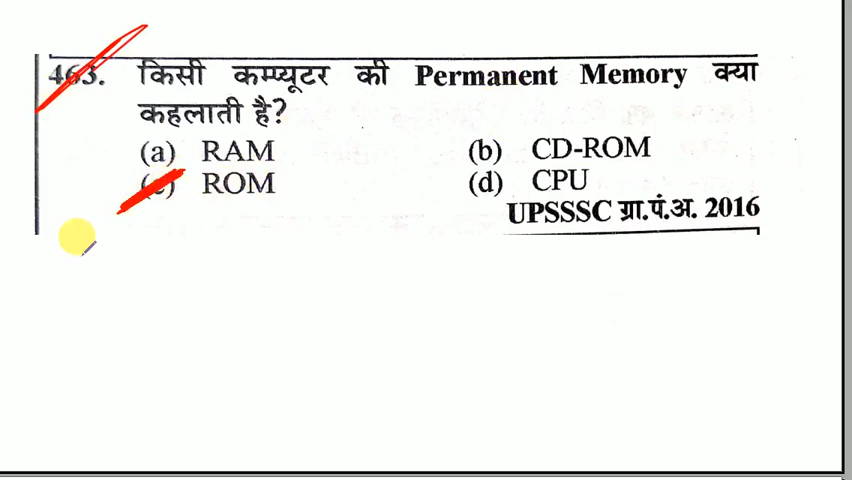 463. किसी कम्प्यूटर की Permanent Memory क्या
कहलाती है?
(a) RAM (b) CD-ROM
(c) ROM (d) CPU
UPSSSC ग्रा.पं.अ. 2016